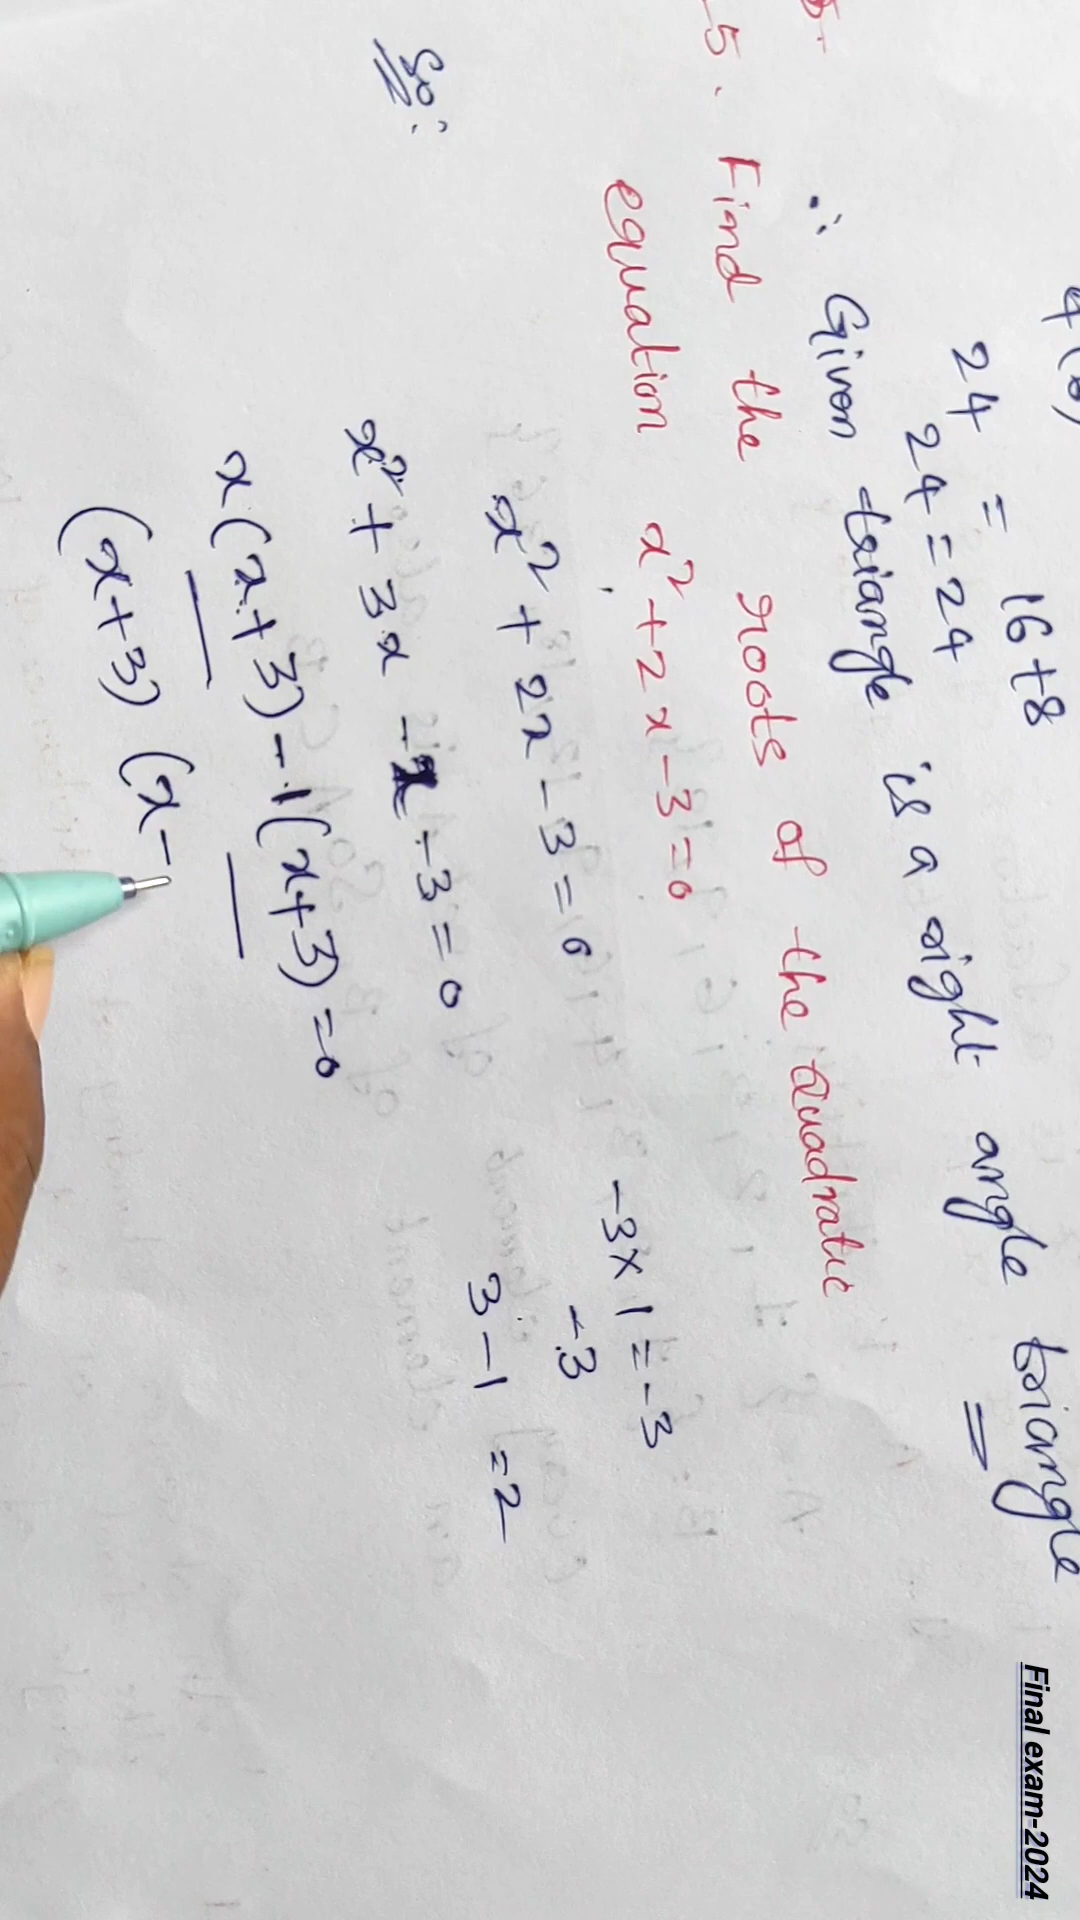 24 = 16+8
24 = 24
∴ Given triangle is a right angle triangle
5. Find the roots of the Quadratic
equation x² + 2x - 3 = 0
So:
x² + 2x - 3 = 0
-3 x 1 = -3
-3
3 - 1 = 2
x² + 3x - x - 3 = 0
x(x+3) - 1(x+3) = 0
(x+3) (x-
Final exam-2024